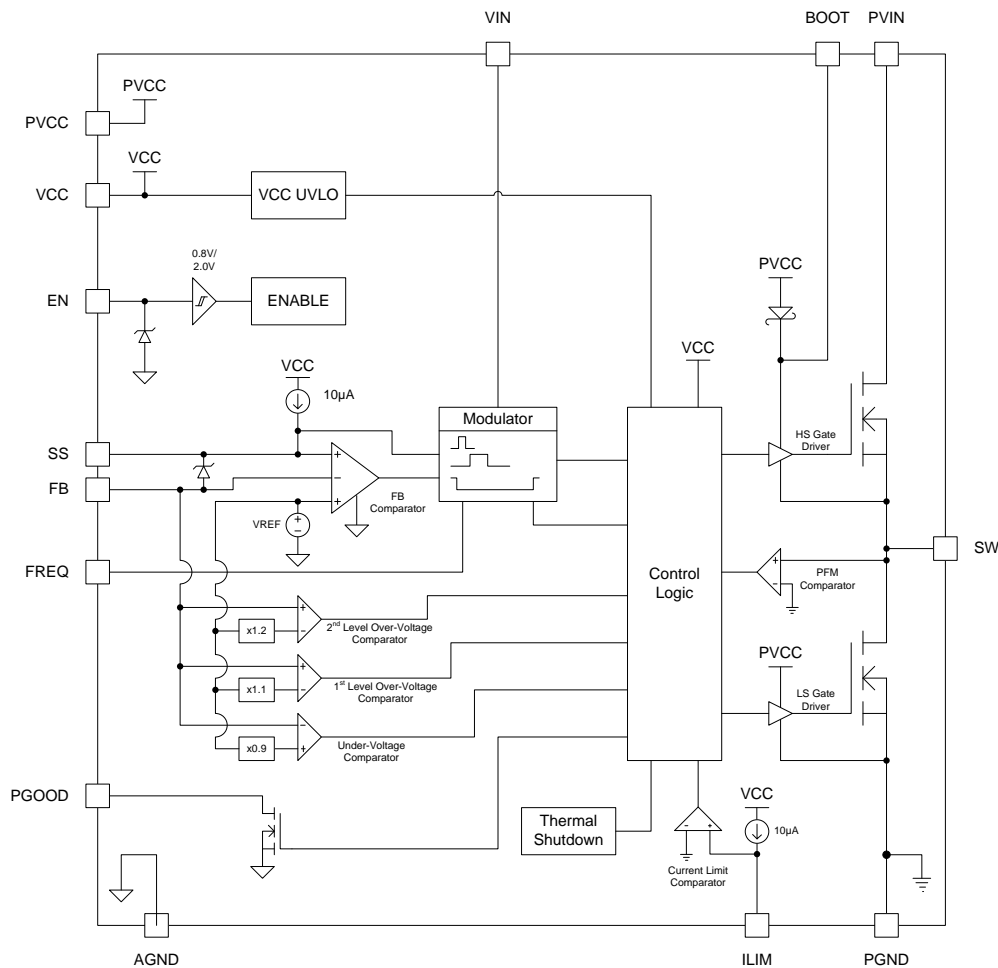 VIN
BOOT
PVIN
PVCC
PVCC
VCC
VCC
VCC UVLO
0.8V/
2.0V
EN
ENABLE
PVCC
VCC
10µA
VCC
Modulator
SS
+
FB
−
+
FB
Comparator
HS Gate
Driver
VREF
+
−
FREQ
Control
Logic
SW
+
−
PFM
Comparator
+
−
x1.2
2nd Level Over-Voltage
Comparator
+
−
x1.1
1st Level Over-Voltage
Comparator
PVCC
LS Gate
Driver
−
+
x0.9
Under-Voltage
Comparator
PGOOD
Thermal
Shutdown
VCC
10µA
−
+
Current Limit
Comparator
AGND
ILIM
PGND